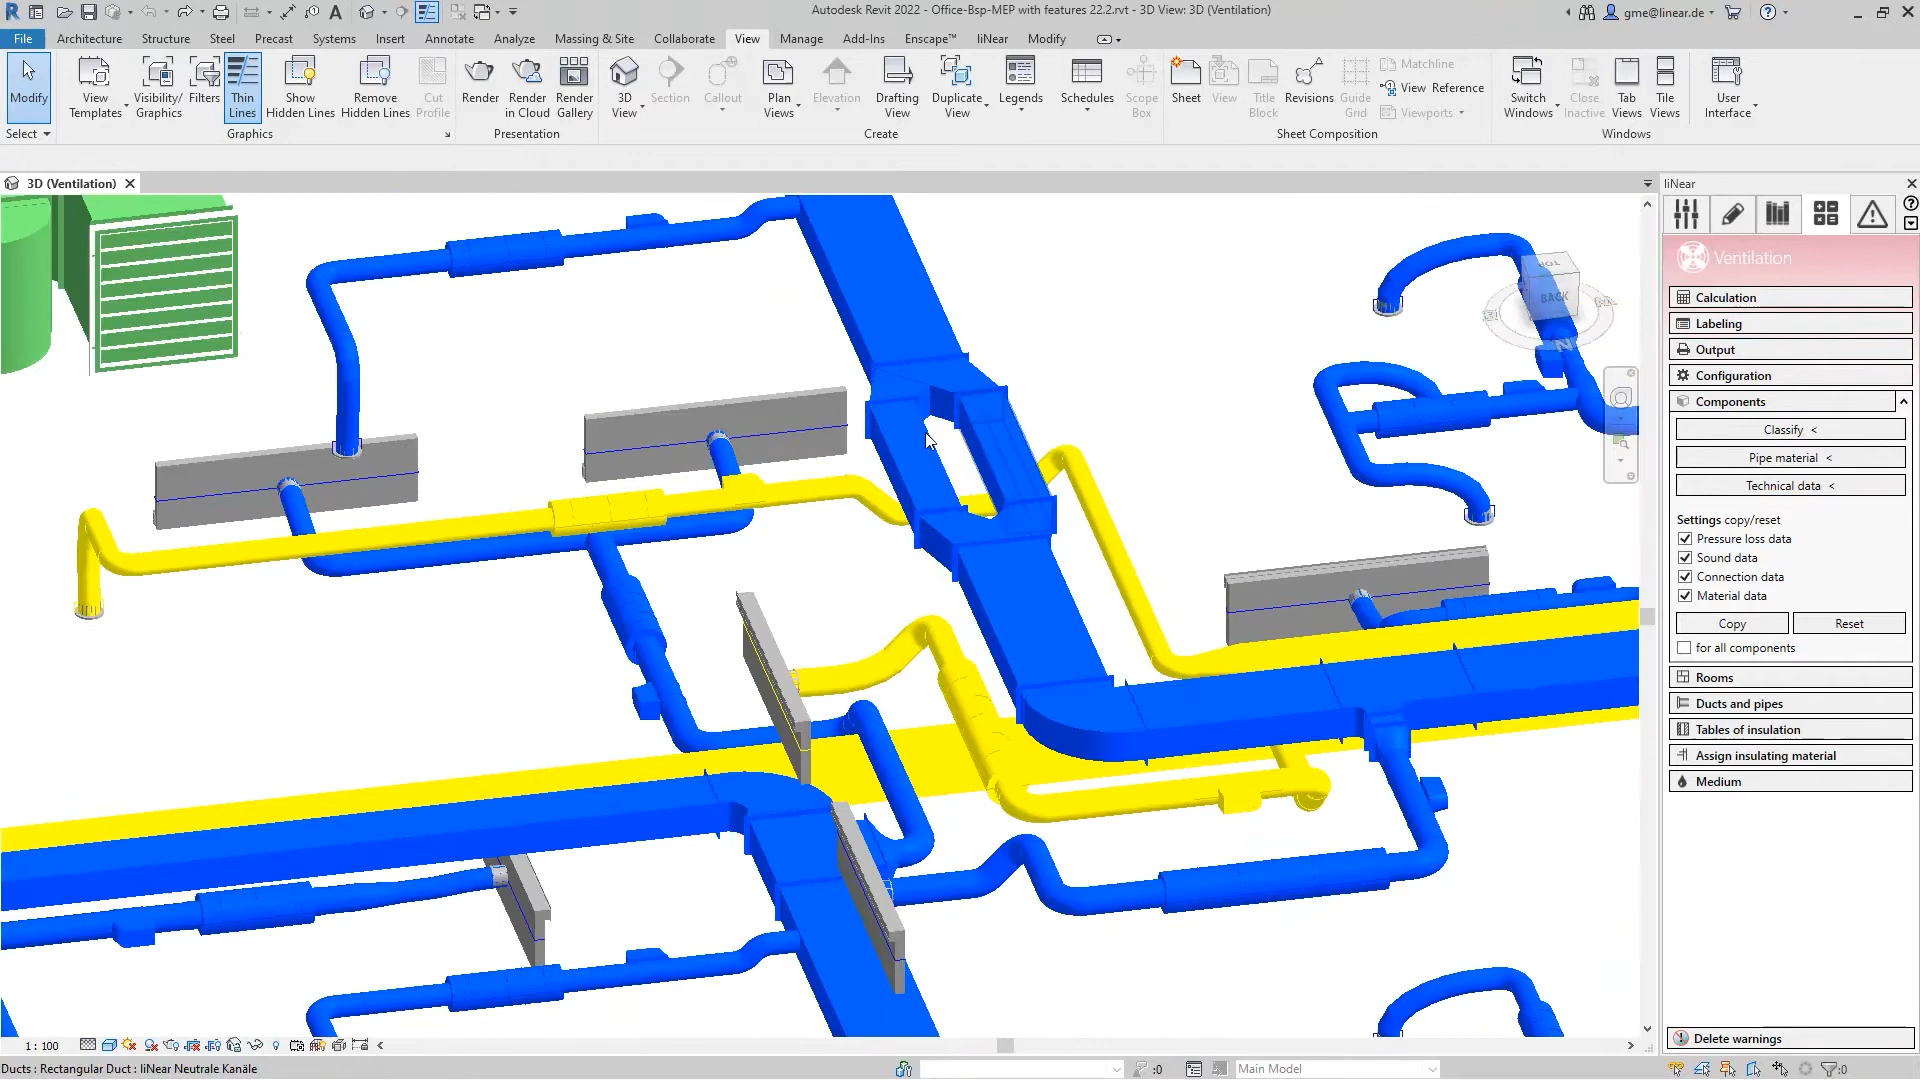 Autodesk Revit 2022 - Office-Bsp-MEP with features 22.2.rvt - 3D View: 3D (Ventilation)
gme@linear.de
File Architecture Structure Steel Precast Systems Insert Annotate Analyze Massing & Site Collaborate View Manage Add-Ins Enscape™ liNear Modify
Modify
View Templates
Visibility/ Graphics
Filters
Thin Lines
Show Hidden Lines
Remove Hidden Lines
Cut Profile
Render
Render in Cloud
Render Gallery
3D View
Section
Callout
Plan Views
Elevation
Drafting View
Duplicate View
Legends
Schedules
Scope Box
Sheet
View
Title Block
Revisions
Guide Grid
Matchline
View Reference
Viewports
Switch Windows
Close Inactive
Tab Views
Tile Views
User Interface
Select Graphics Presentation Create Sheet Composition Windows
3D (Ventilation)
liNear
Ventilation
Calculation
Labeling
Output
Configuration
Components
Classify <
Pipe material <
Technical data <
Settings copy/reset
Pressure loss data
Sound data
Connection data
Material data
Copy Reset
for all components
Rooms
Ducts and pipes
Tables of insulation
Assign insulating material
Medium
Delete warnings
TOP
BACK
N
1 : 100
Ducts : Rectangular Duct : liNear Neutrale Kanäle
:0
Main Model
:0